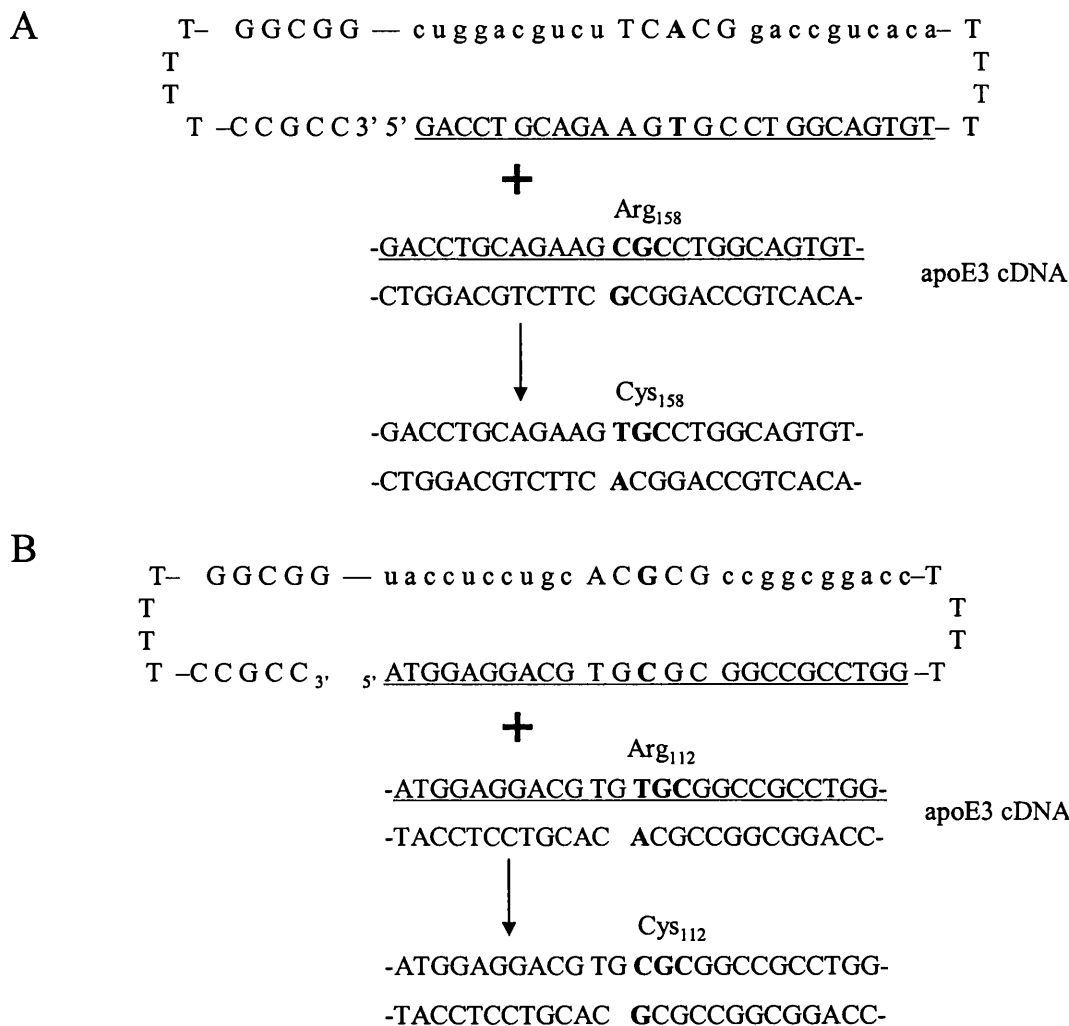 A
T– GGCGG — cuggacgucu TCACG gaccgucaca– T
T T
T T
T –CCGCC3’ 5’ GACCTGCAGA AGTGCCTGGCAGTGT– T
+
Arg158
-GACCTGCAGAAG CGCCTGGCAGTGT-
apoE3 cDNA
-CTGGACGTCTTC GCGGACCGTCACA-
Cys158
-GACCTGCAGAAG TGCCTGGCAGTGT-
-CTGGACGTCTTC ACGGACCGTCACA-
B
T– GGCGG — uaccuccugc ACGCG ccggcggacc–T
T T
T T
T –CCGCC3’ 5’ ATGGAGGACG TGCGC GGCCGCCTGG –T
+
Arg112
-ATGGAGGACG TG TGCGGCCGCCTGG-
apoE3 cDNA
-TACCTCCTGCAC ACGCCGGCGGACC-
Cys112
-ATGGAGGACG TG CGCGGCCGCCTGG-
-TACCTCCTGCAC GCGCCGGCGGACC-